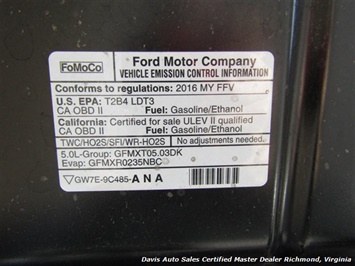 FoMoCo
Ford Motor Company
VEHICLE EMISSION CONTROL INFORMATION
Conforms to regulations: 2016 MY FFV
U.S. EPA: T2B4 LDT3
CA OBD II Fuel: Gasoline/Ethanol
California: Certified for sale ULEV II qualified
CA OBD II Fuel: Gasoline/Ethanol
TWC/HO2S/SFI/WR-HO2S No adjustments needed.
5.0L-Group: GFMXT05.03DK
Evap: GFMXR0235NBC
GW7E-9C485-ANA
Davis Auto Sales Certified Master Dealer Richmond, Virginia